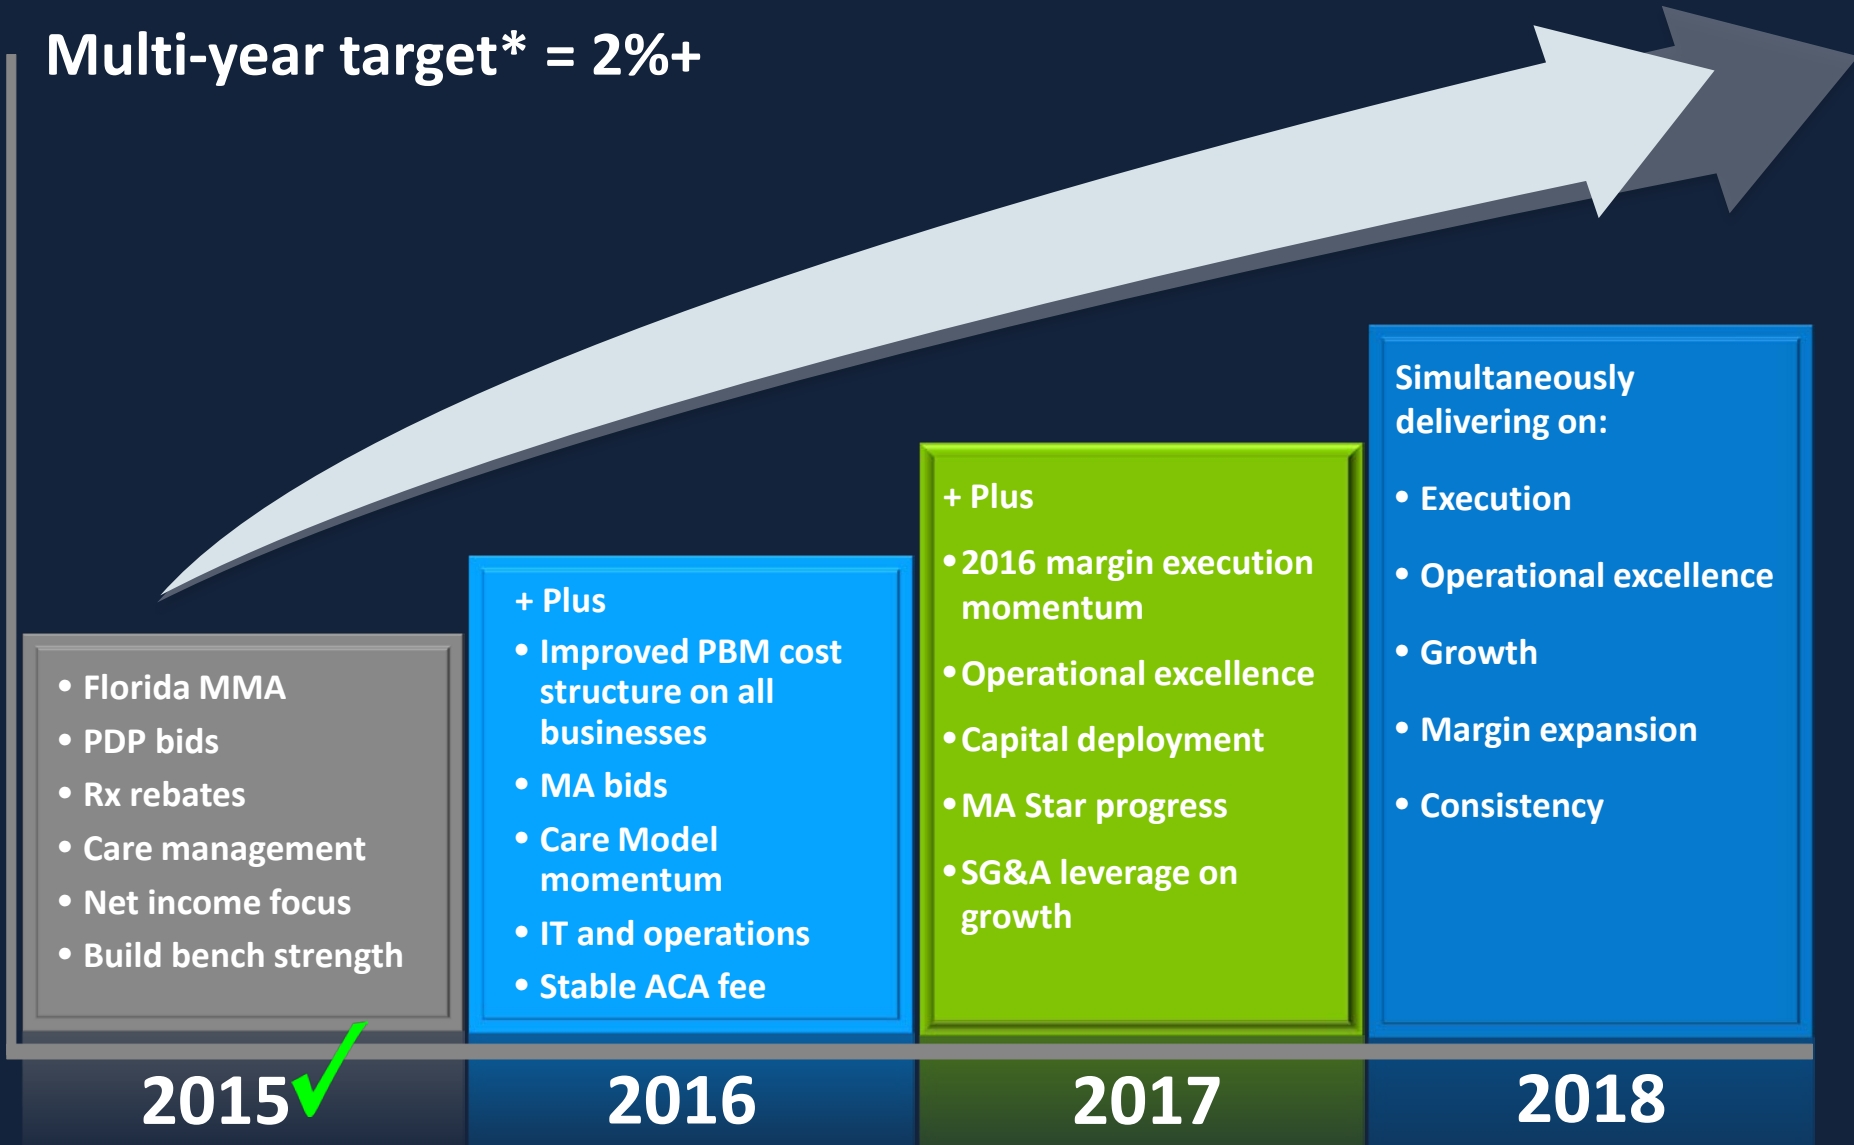 Multi-year target* = 2%+
• Florida MMA
• PDP bids
• Rx rebates
• Care management
• Net income focus
• Build bench strength
2015
+ Plus
• Improved PBM cost
structure on all
businesses
• MA bids
• Care Model
momentum
• IT and operations
• Stable ACA fee
2016
+ Plus
• 2016 margin execution
momentum
• Operational excellence
• Capital deployment
• MA Star progress
• SG&A leverage on
growth
2017
Simultaneously
delivering on:
• Execution
• Operational excellence
• Growth
• Margin expansion
• Consistency
2018